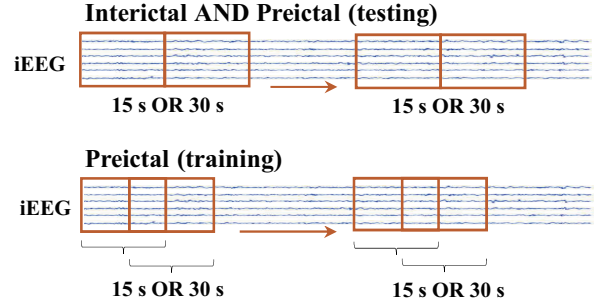 Interictal AND Preictal (testing)
iEEG
15 s OR 30 s 15 s OR 30 s
Preictal (training)
iEEG
15 s OR 30 s 15 s OR 30 s